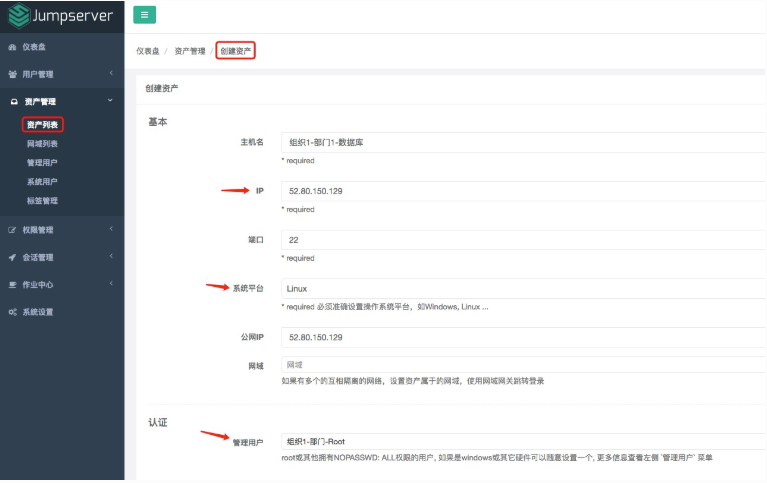 Jumpserver
仪表盘 / 资产管理 / 创建资产
仪表盘
用户管理
资产管理
资产列表
网域列表
管理用户
系统用户
标签管理
权限管理
会话管理
作业中心
系统设置
创建资产
基本
主机名 组织1-部门1-数据库
* required
IP 52.80.150.129
* required
端口 22
* required
系统平台 Linux
* required 必须准确设置操作系统平台，如Windows, Linux ...
公网IP 52.80.150.129
网域 网域
如果有多个的互相隔离的网络，设置资产属于的网域，使用网域网关跳转登录
认证
管理用户 组织1-部门-Root
root或其他拥有NOPASSWD: ALL权限的用户, 如果是windows或其它硬件可以随意设置一个, 更多信息查看左侧 '管理用户' 菜单